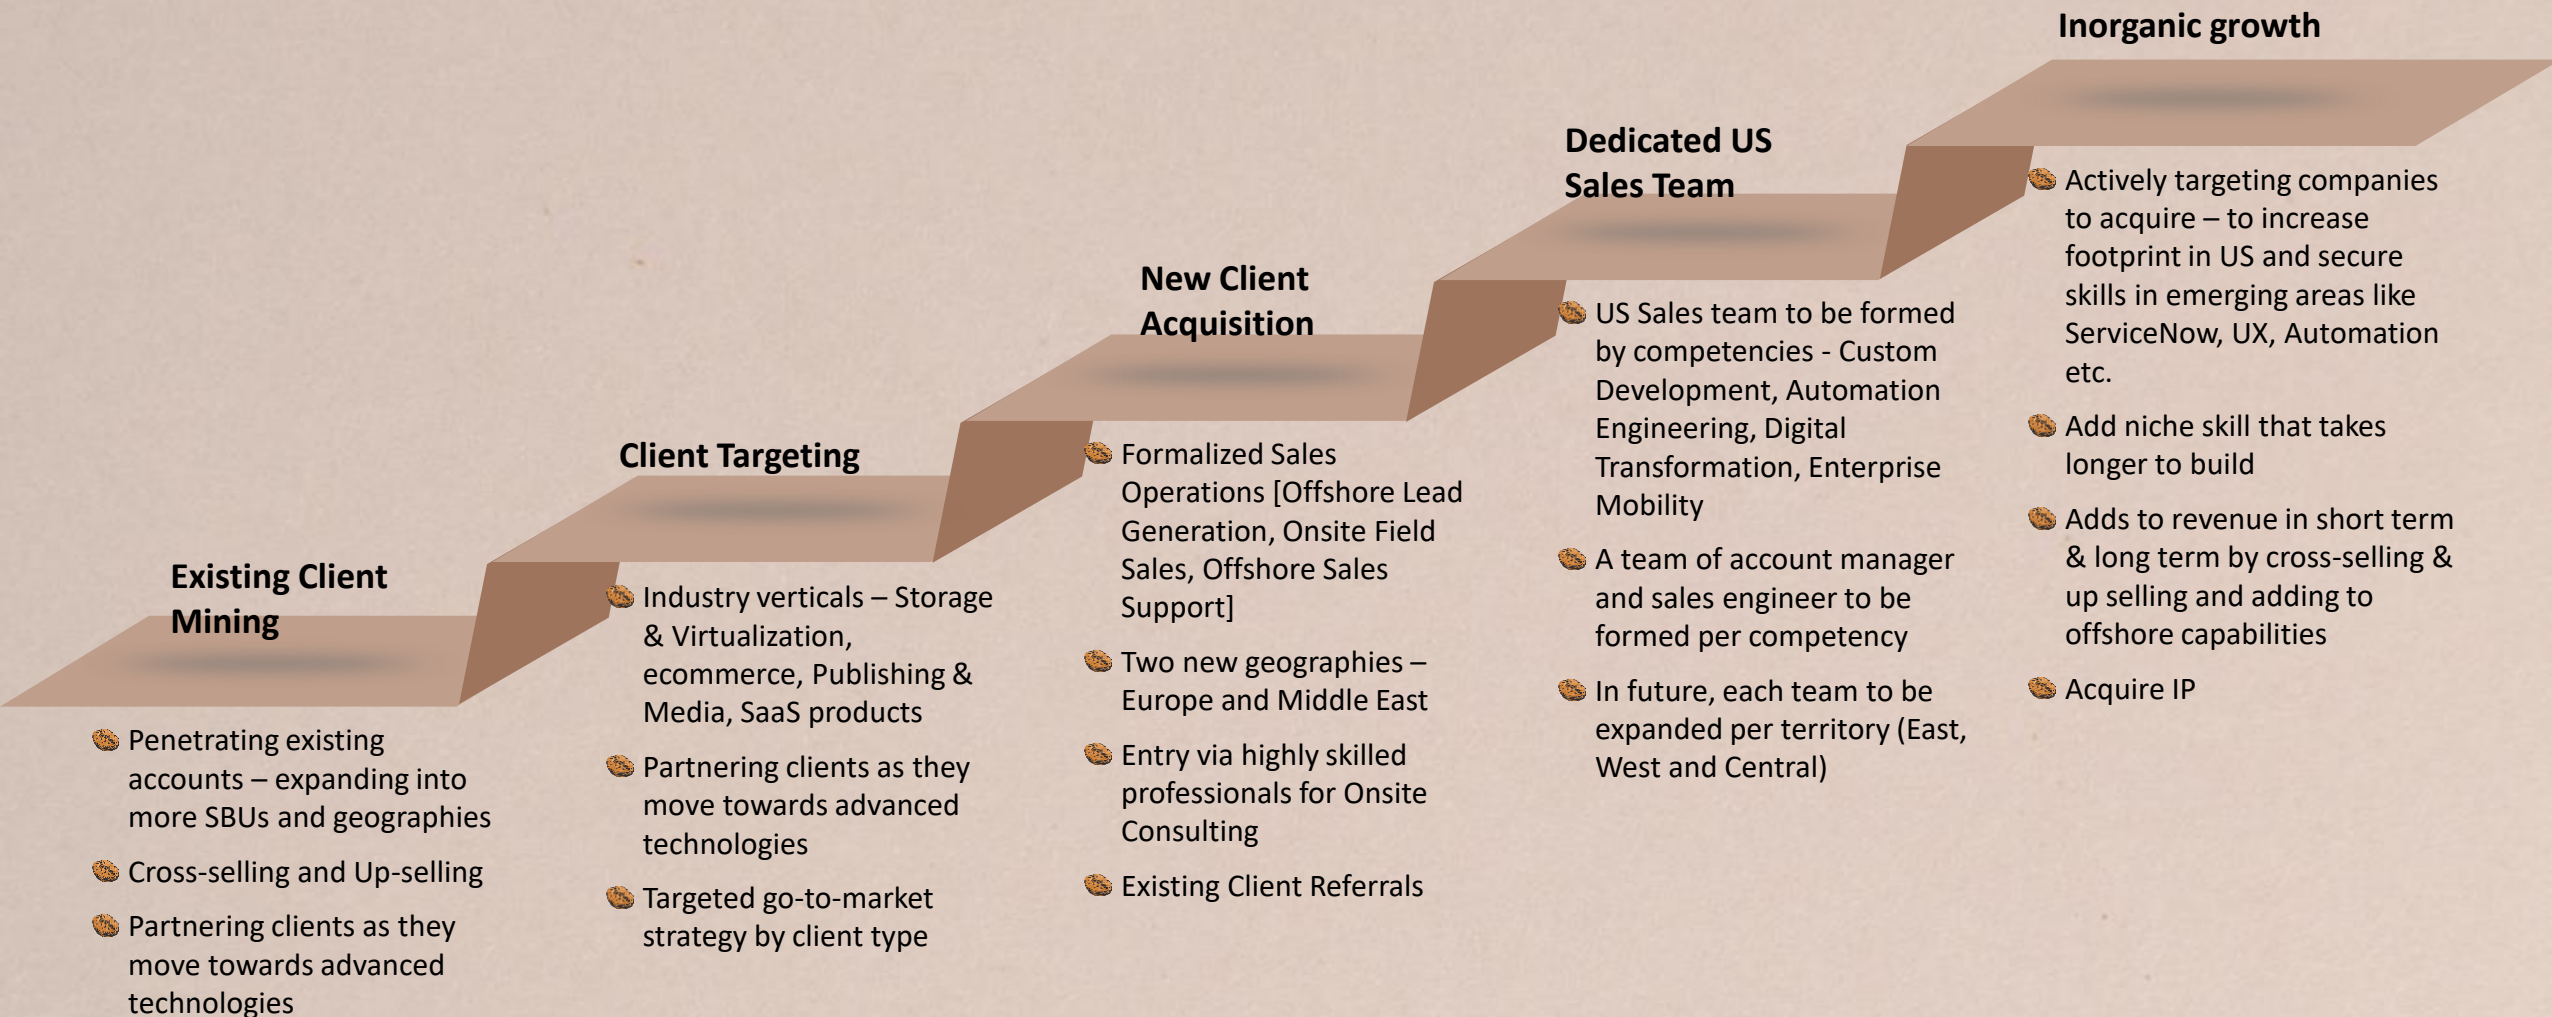 Existing Client
Mining
Penetrating existing
accounts – expanding into
more SBUs and geographies
Cross-selling and Up-selling
Partnering clients as they
move towards advanced
technologies
Client Targeting
Industry verticals – Storage
& Virtualization,
ecommerce, Publishing &
Media, SaaS products
Partnering clients as they
move towards advanced
technologies
Targeted go-to-market
strategy by client type
New Client
Acquisition
Formalized Sales
Operations [Offshore Lead
Generation, Onsite Field
Sales, Offshore Sales
Support]
Two new geographies –
Europe and Middle East
Entry via highly skilled
professionals for Onsite
Consulting
Existing Client Referrals
Dedicated US
Sales Team
US Sales team to be formed
by competencies - Custom
Development, Automation
Engineering, Digital
Transformation, Enterprise
Mobility
A team of account manager
and sales engineer to be
formed per competency
In future, each team to be
expanded per territory (East,
West and Central)
Inorganic growth
Actively targeting companies
to acquire – to increase
footprint in US and secure
skills in emerging areas like
ServiceNow, UX, Automation
etc.
Add niche skill that takes
longer to build
Adds to revenue in short term
& long term by cross-selling &
up selling and adding to
offshore capabilities
Acquire IP